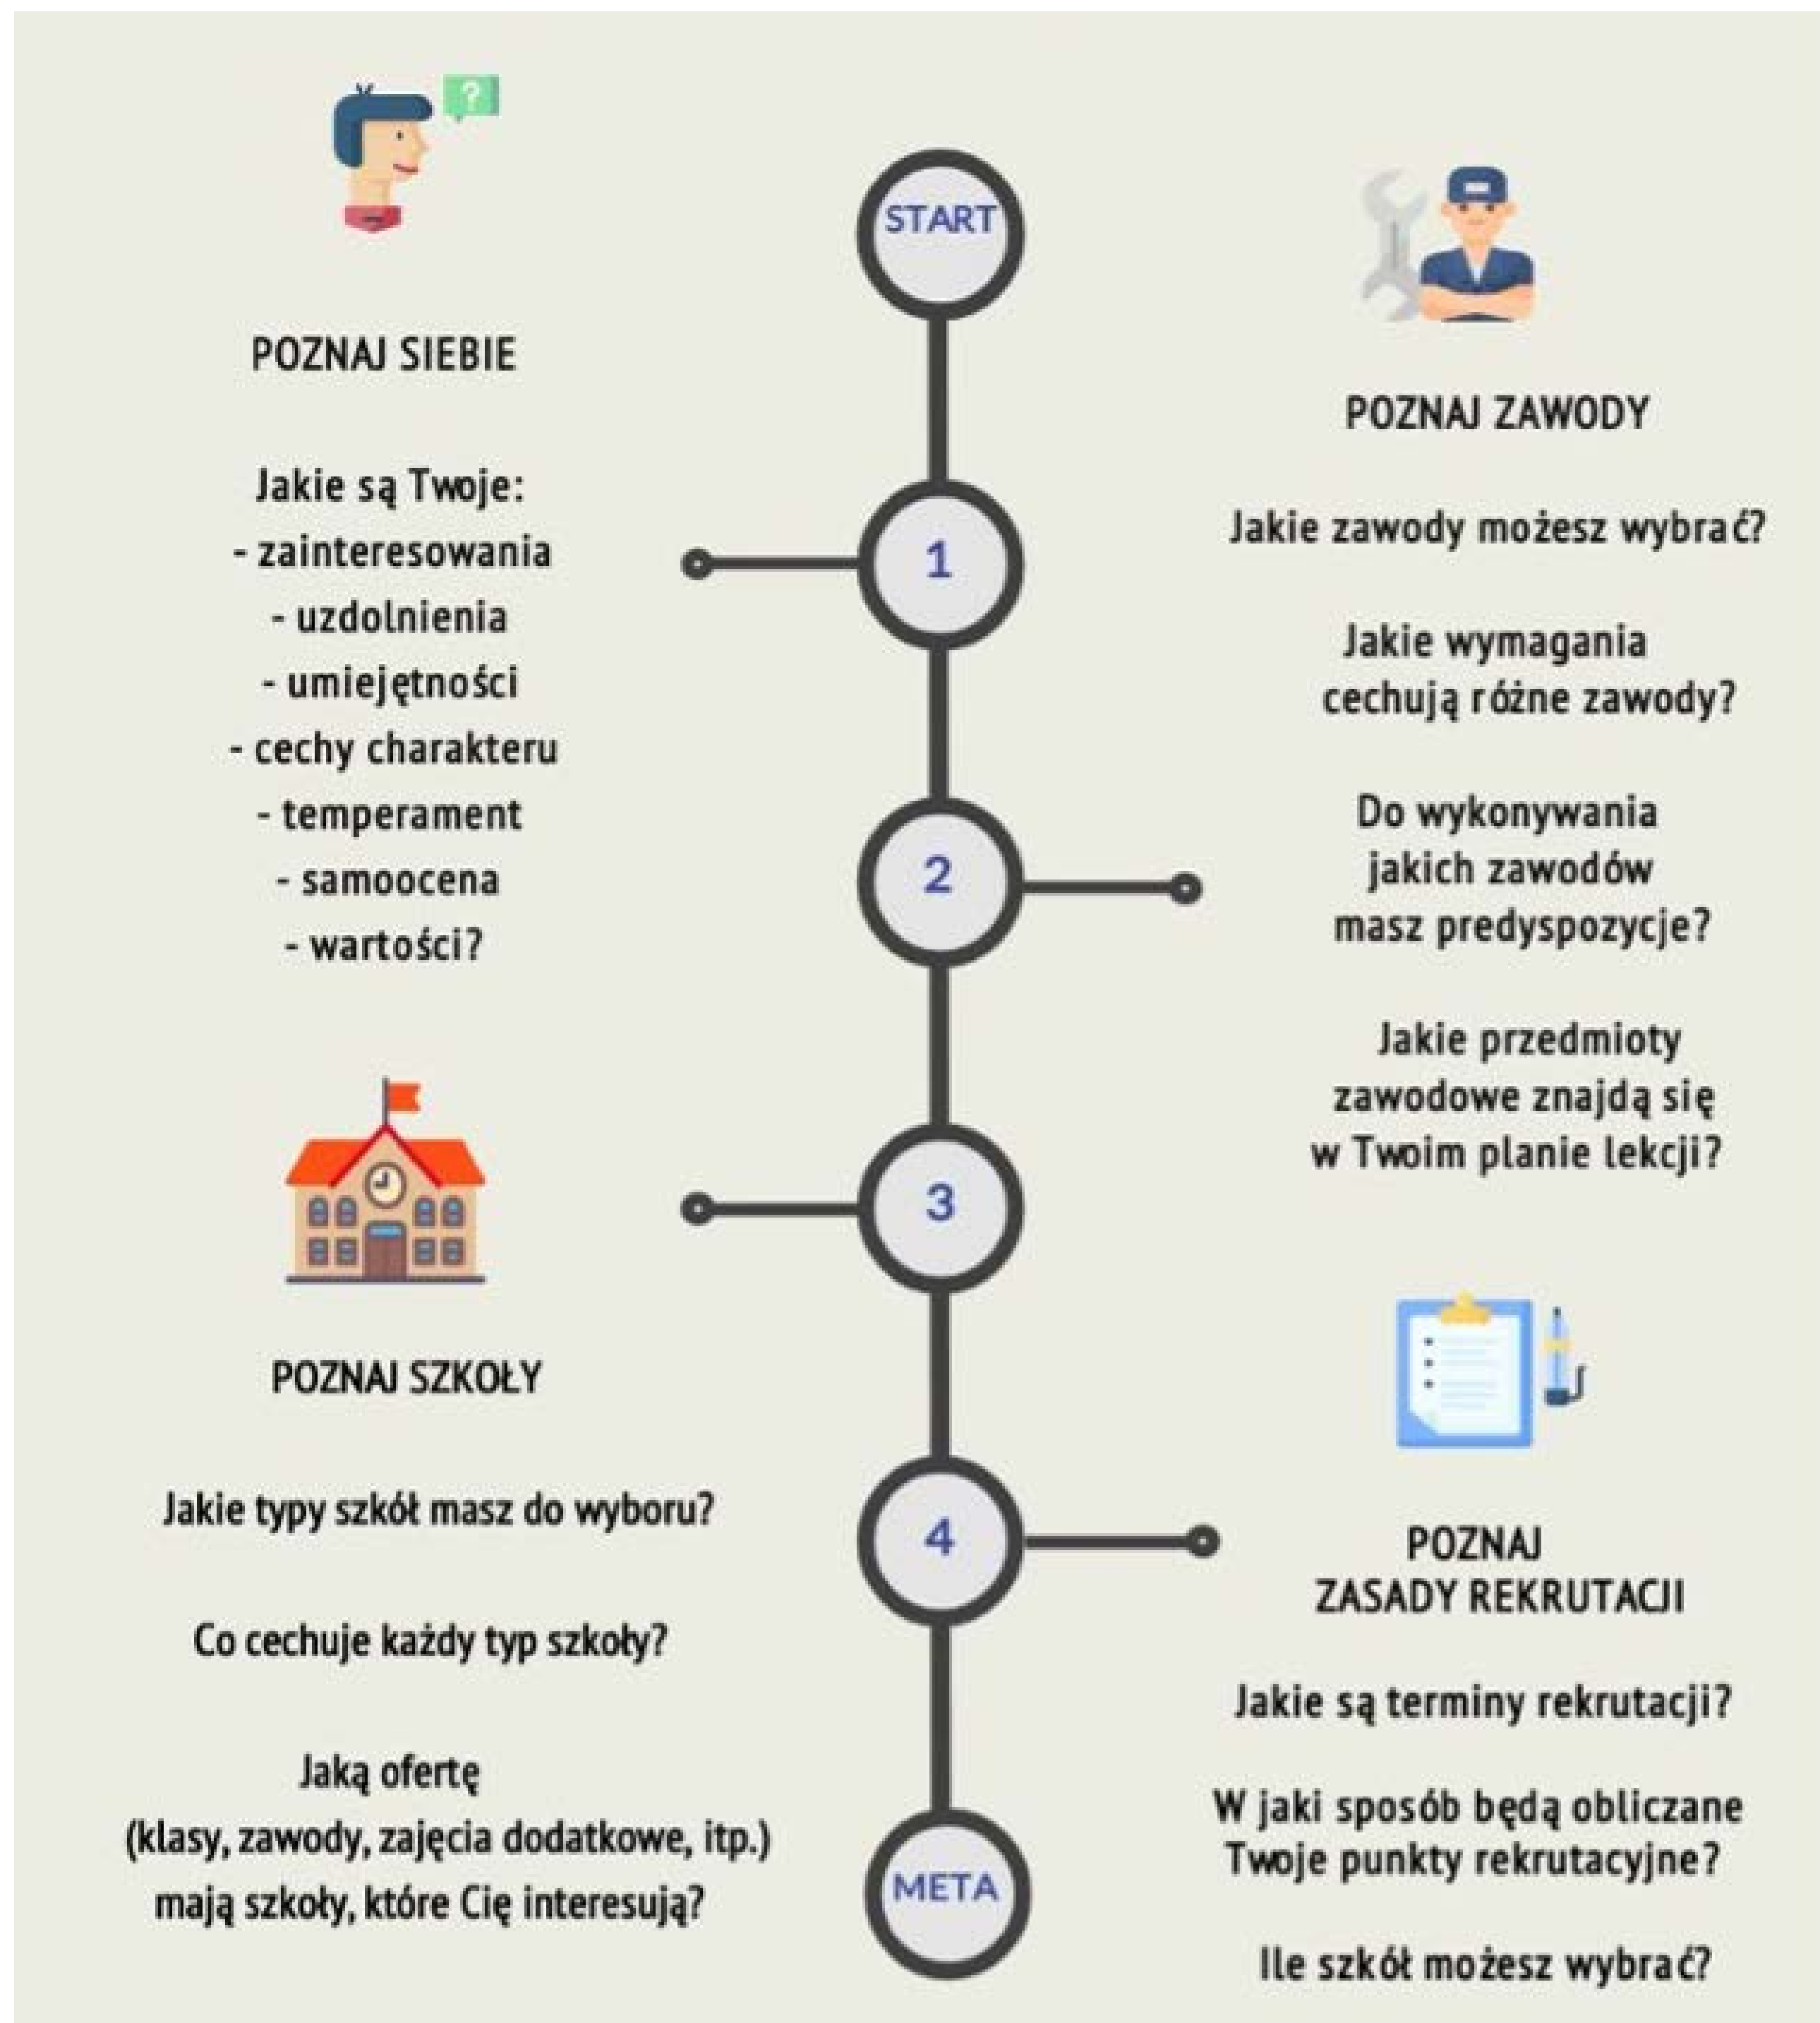 START
POZNAJ SIEBIE
Jakie są Twoje:
- zainteresowania
- uzdolnienia
- umiejętności
- cechy charakteru
- temperament
- samoocena
- wartości?
1
POZNAJ ZAWODY
Jakie zawody możesz wybrać?
Jakie wymagania
cechują różne zawody?
Do wykonywania
jakich zawodów
masz predyspozycje?
Jakie przedmioty
zawodowe znajdą się
w Twoim planie lekcji?
2
3
POZNAJ SZKOŁY
Jakie typy szkół masz do wyboru?
Co cechuje każdy typ szkoły?
Jaką ofertę
(klasy, zawody, zajęcia dodatkowe, itp.)
mają szkoły, które Cię interesują?
4
POZNAJ
ZASADY REKRUTACJI
Jakie są terminy rekrutacji?
W jaki sposób będą obliczane
Twoje punkty rekrutacyjne?
Ile szkół możesz wybrać?
META
?